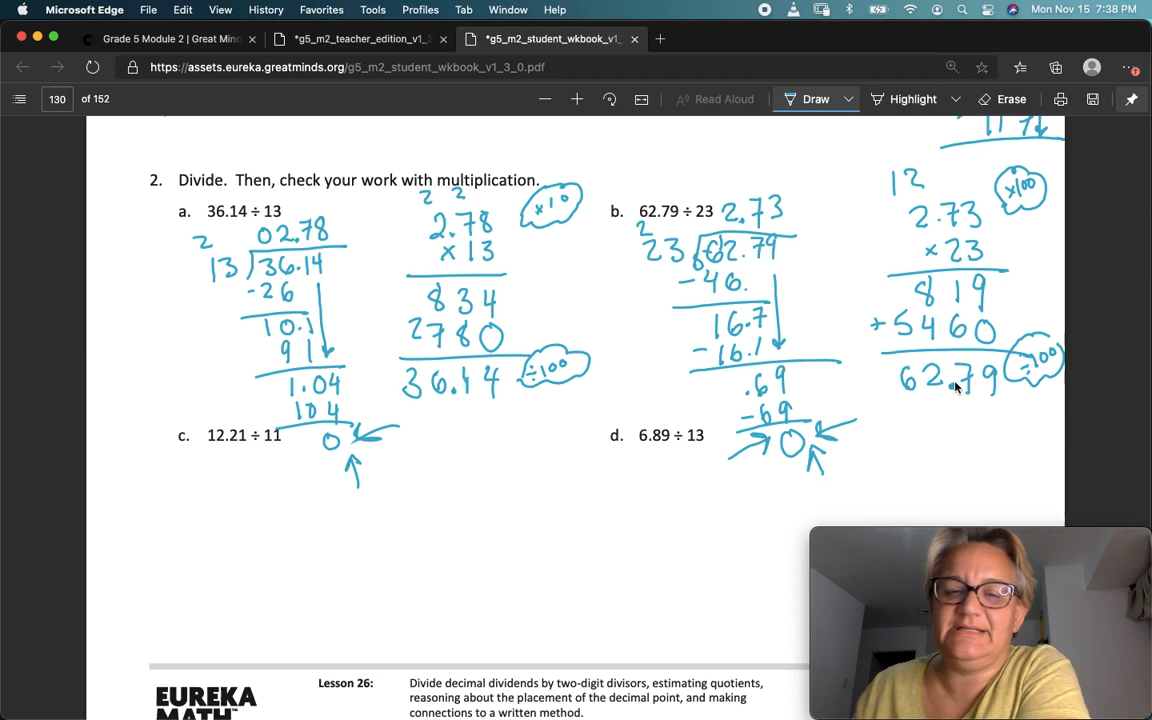 Microsoft Edge File Edit View History Favorites Tools Profiles Tab Window Help Mon Nov 15 7:38 PM
Grade 5 Module 2 | Great Mind *g5_m2_teacher_edition_v1_3 *g5_m2_student_wkbook_v1_
https://assets.eureka.greatminds.org/g5_m2_student_wkbook_v1_3_0.pdf
130 of 152 Read Aloud Draw Highlight Erase
2. Divide. Then, check your work with multiplication.
a. 36.14 ÷ 13
2
02.78
13 36.14
-26
10.1
91
1.04
104
0
2 2
2.78
x 13
834
2780
36.14
x10
÷100
b. 62.79 ÷ 23
2.73
2
23 62.79
-46.
16.7
-16.1
.69
-69
0
12
2.73
x 23
819
+5460
62.79
x100
÷100
c. 12.21 ÷ 11
d. 6.89 ÷ 13
EUREKA
MATH
Lesson 26:
Divide decimal dividends by two-digit divisors, estimating quotients,
reasoning about the placement of the decimal point, and making
connections to a written method.